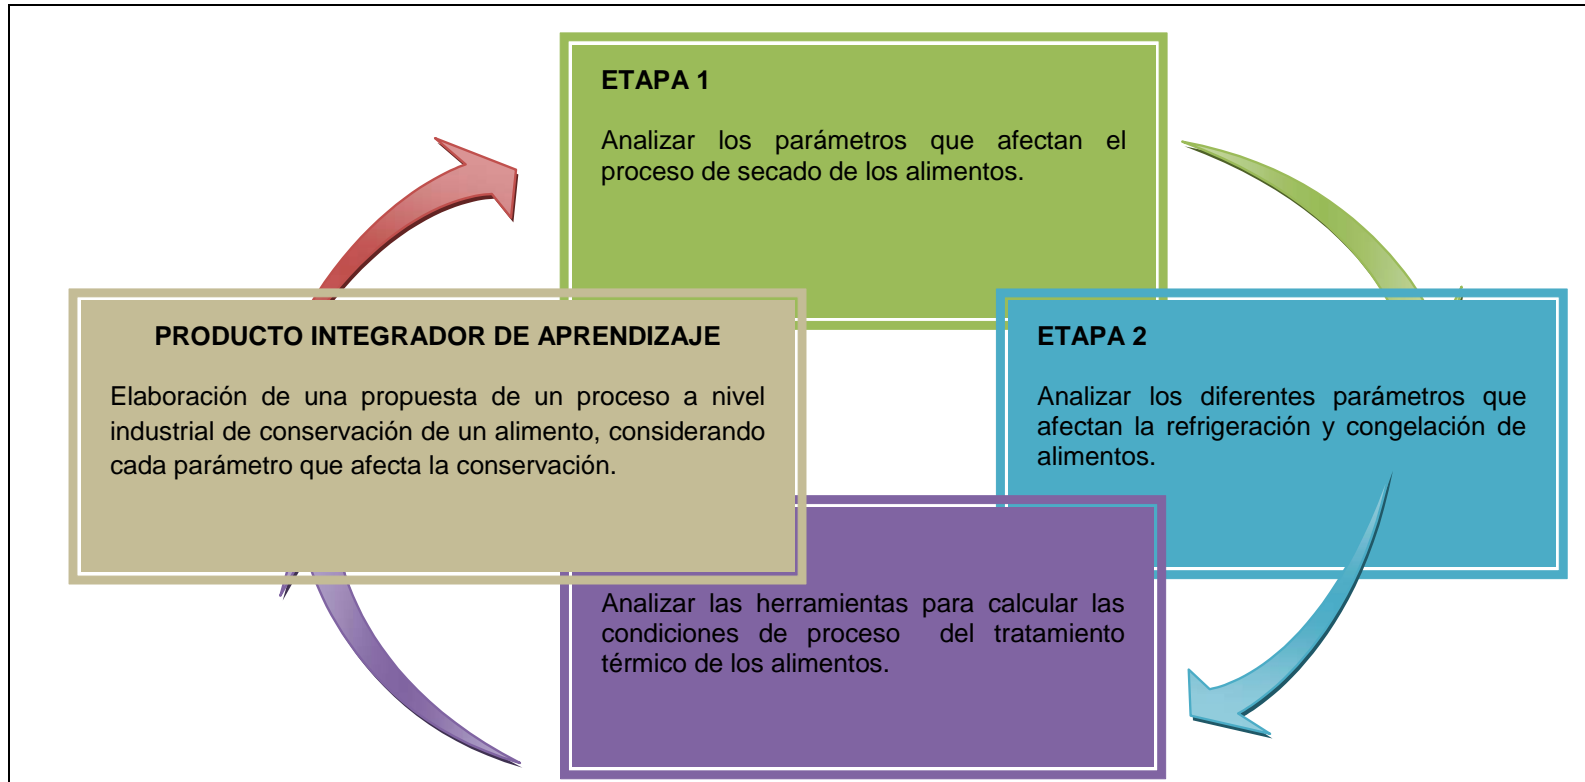 ETAPA 1
Analizar los parámetros que afectan el
proceso de secado de los alimentos.
PRODUCTO INTEGRADOR DE APRENDIZAJE
Elaboración de una propuesta de un proceso a nivel
industrial de conservación de un alimento, considerando
cada parámetro que afecta la conservación.
ETAPA 2
Analizar los diferentes parámetros que
afectan la refrigeración y congelación de
alimentos.
Analizar las herramientas para calcular las
condiciones de proceso del tratamiento
térmico de los alimentos.